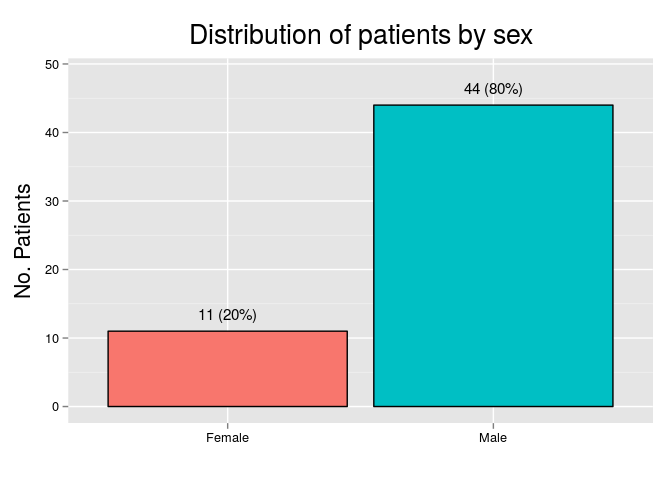 Distribution of patients by sex
No. Patients
50
40
30
20
10
0
44 (80%)
11 (20%)
Female
Male